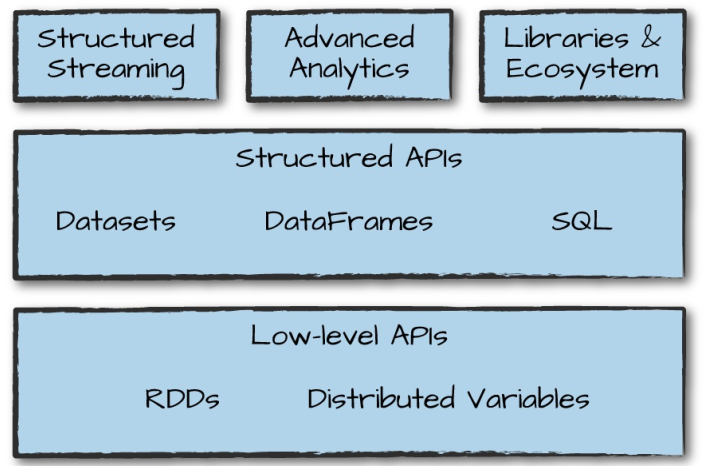 Structured
Streaming
Advanced
Analytics
Libraries &
Ecosystem
Structured APIs
Datasets DataFrames SQL
Low-level APIs
RDDs Distributed Variables